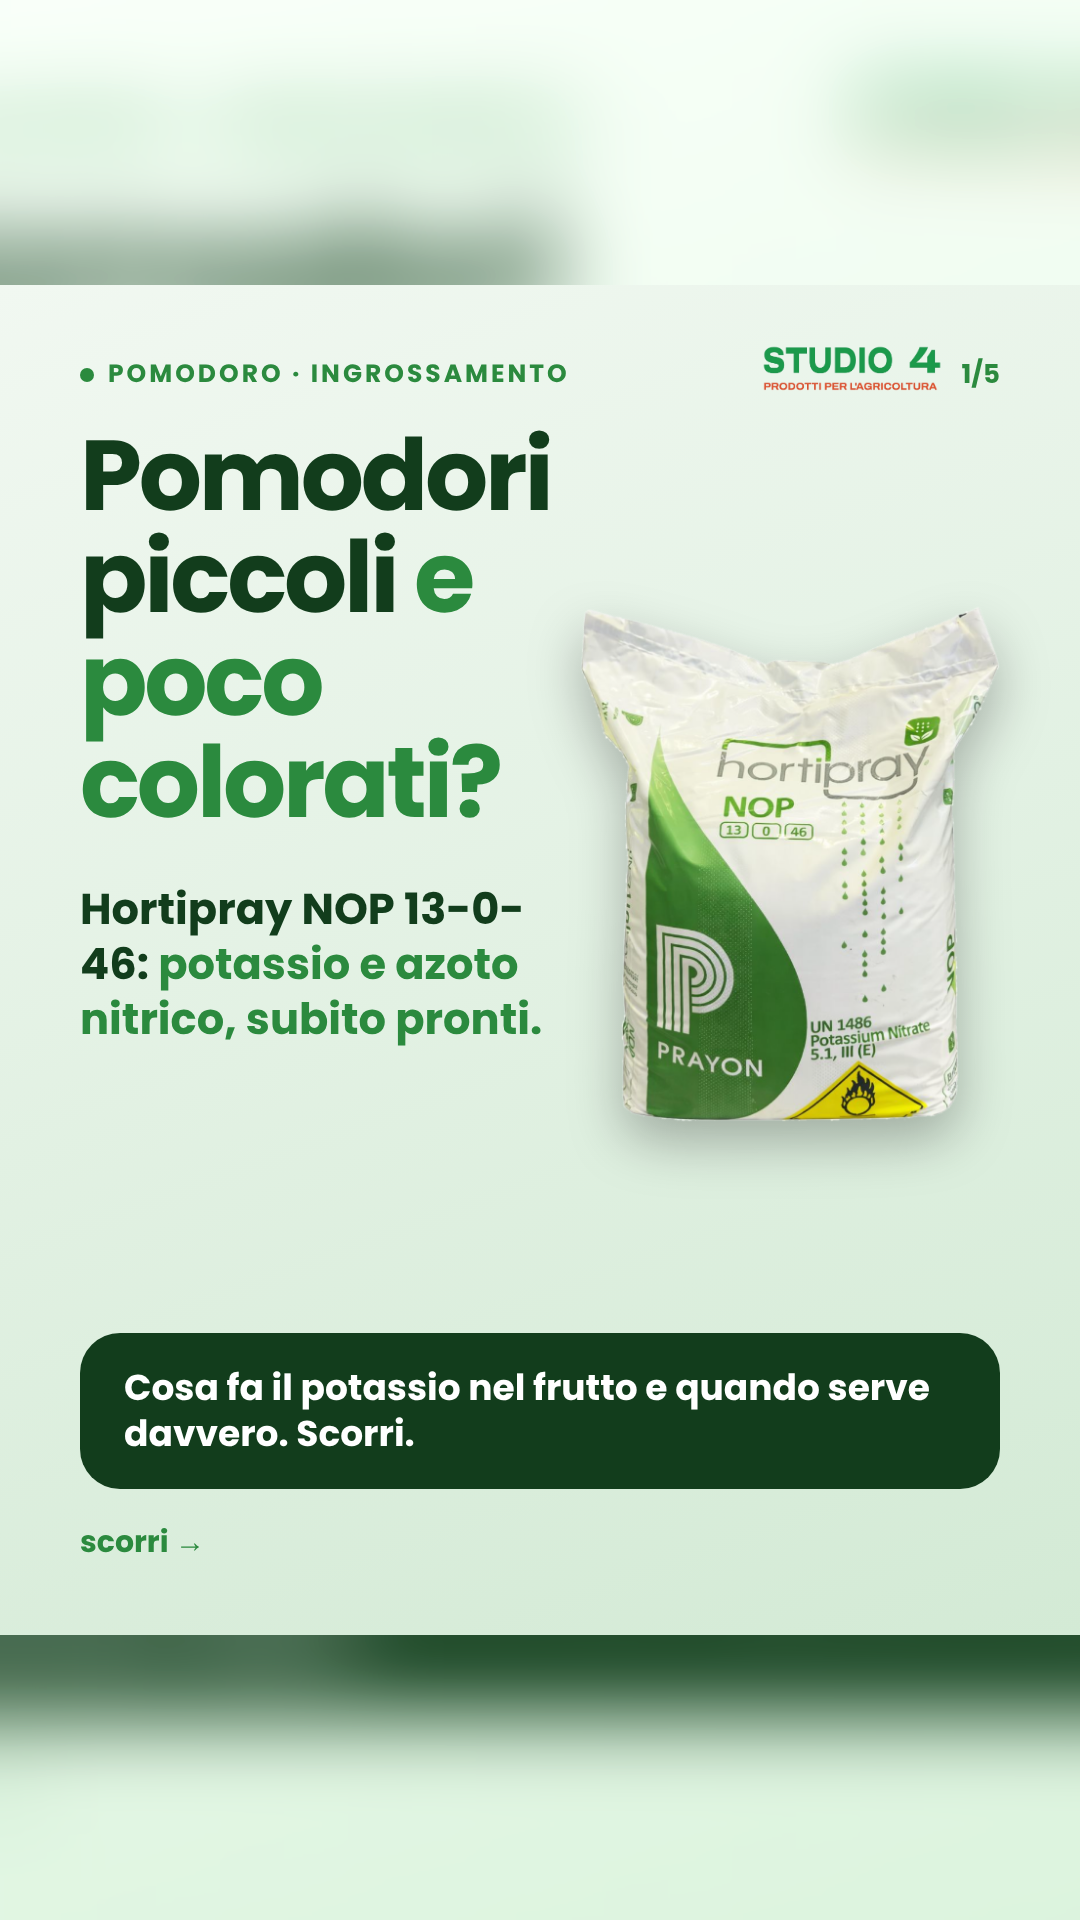 POMODORO · INGROSSAMENTO
STUDIO 4
PRODOTTI PER L'AGRICOLTURA
1/5
Pomodori
piccoli e
poco
colorati?
Hortipray NOP 13-0-
46: potassio e azoto
nitrico, subito pronti.
hortipray
NOP
13 0 46
PRAYON
UN 1486
Potassium Nitrate
5.1, III (E)
Cosa fa il potassio nel frutto e quando serve
davvero. Scorri.
scorri →